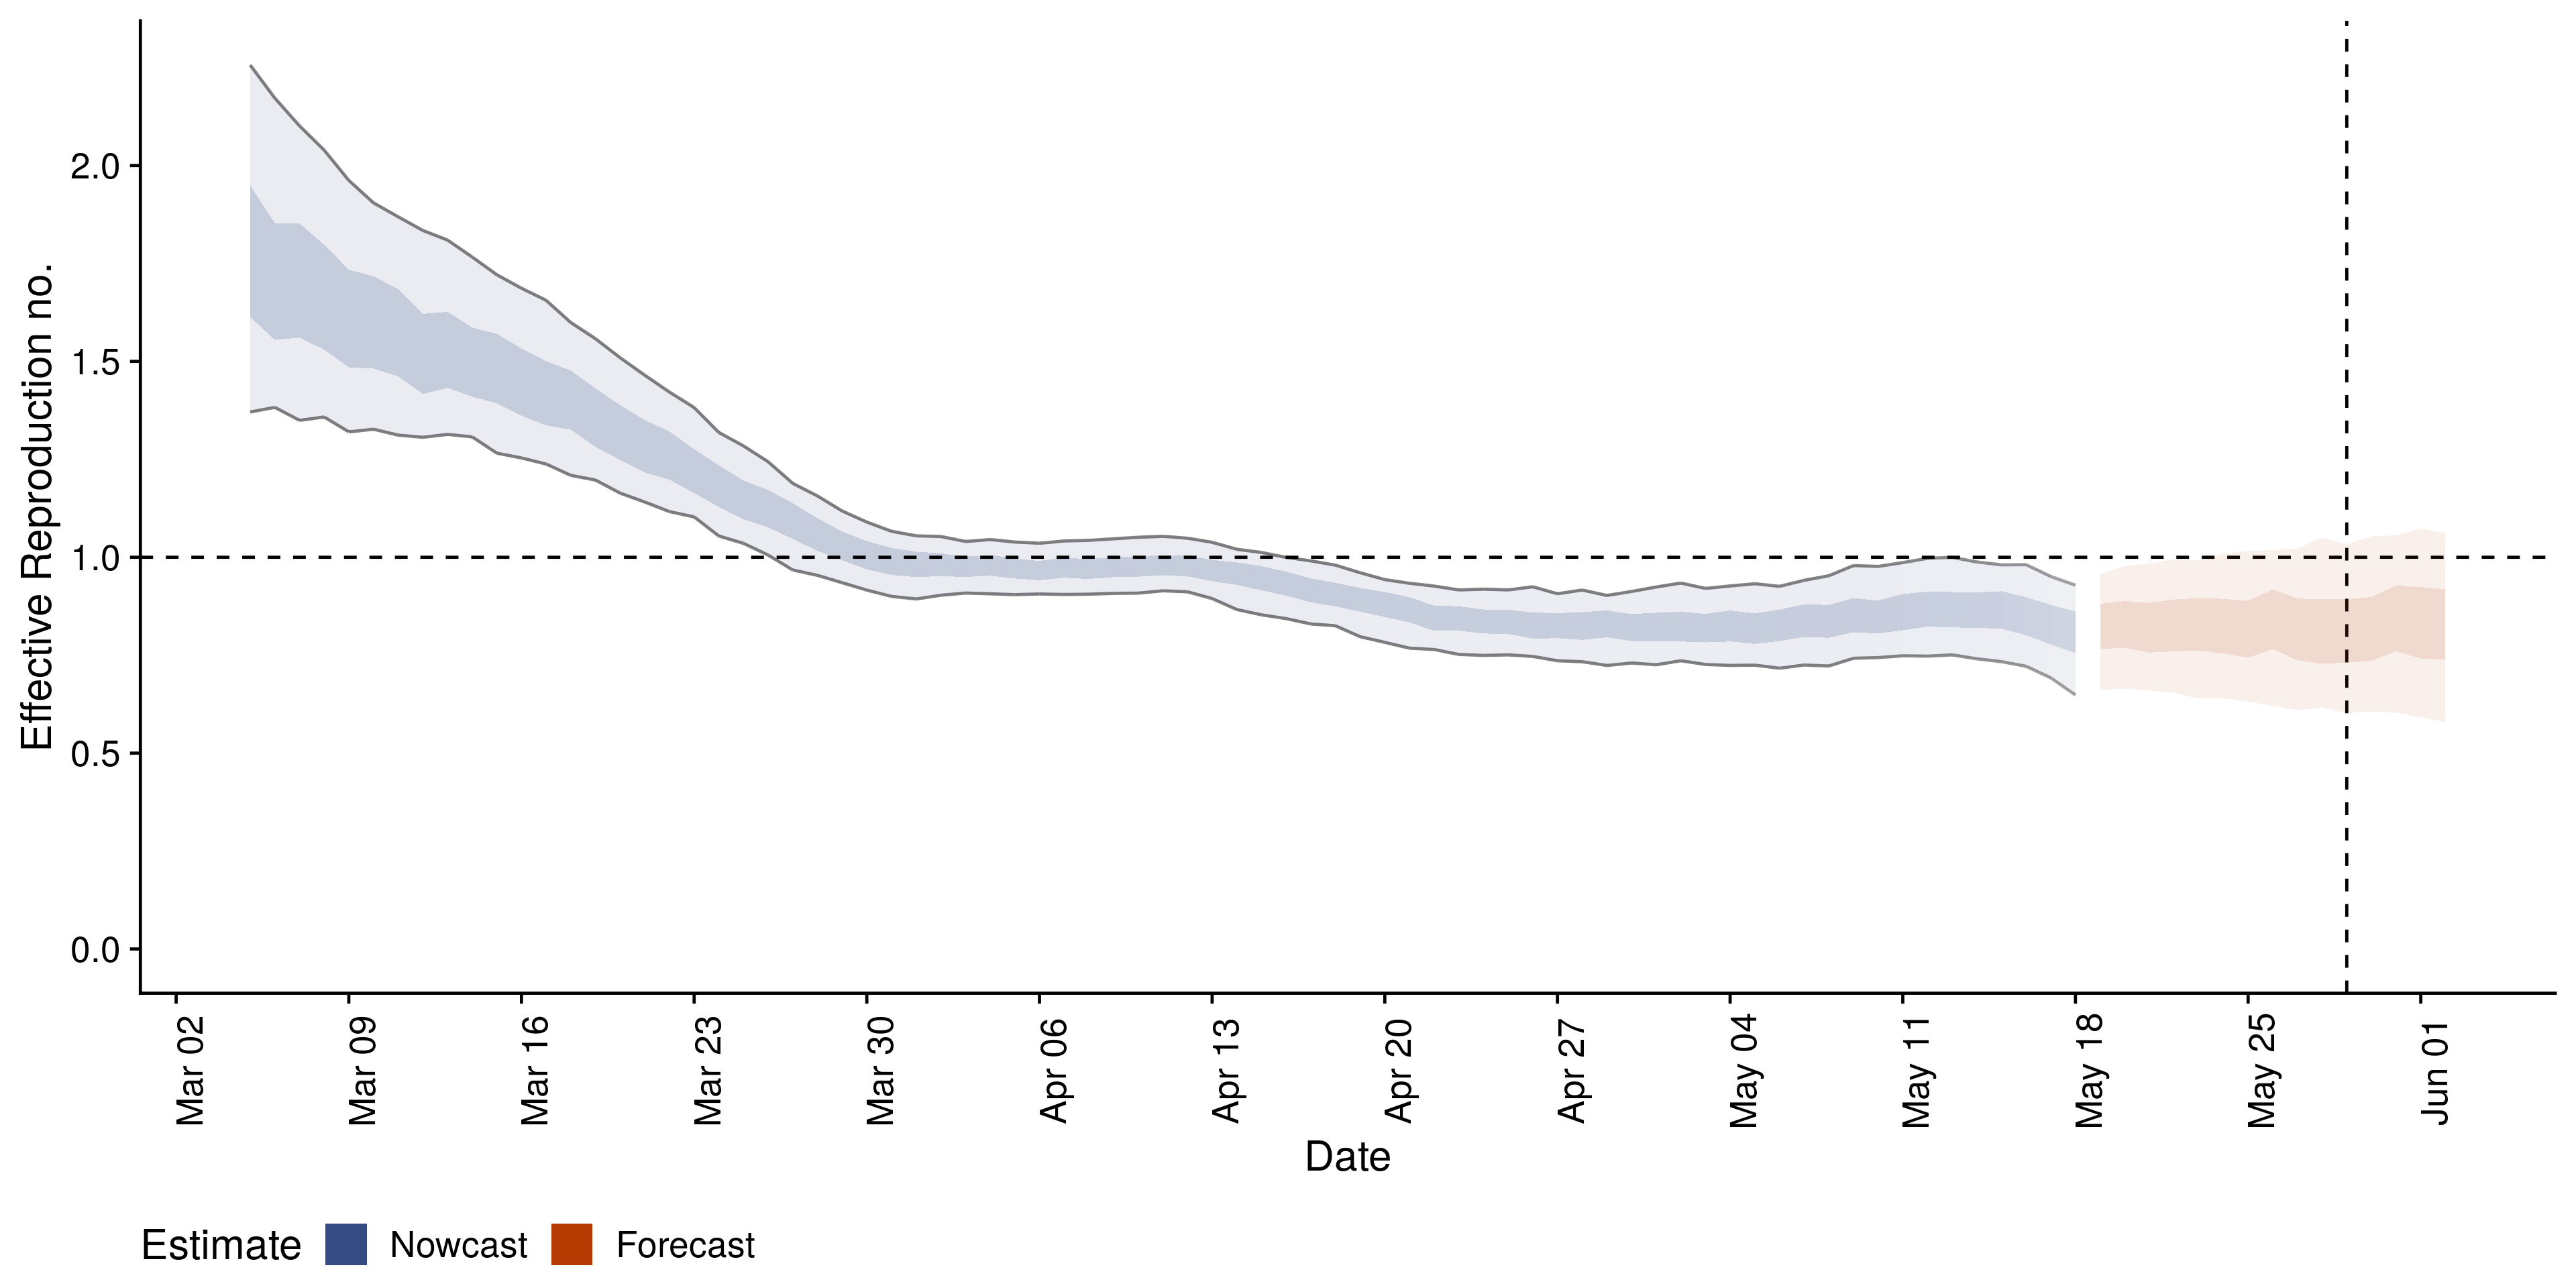 Effective Reproduction no.
2.0
1.5
1.0
0.5
0.0
Mar 02
Mar 09
Mar 16
Mar 23
Mar 30
Apr 06
Apr 13
Apr 20
Apr 27
May 04
May 11
May 18
May 25
Jun 01
Date
Estimate Nowcast Forecast